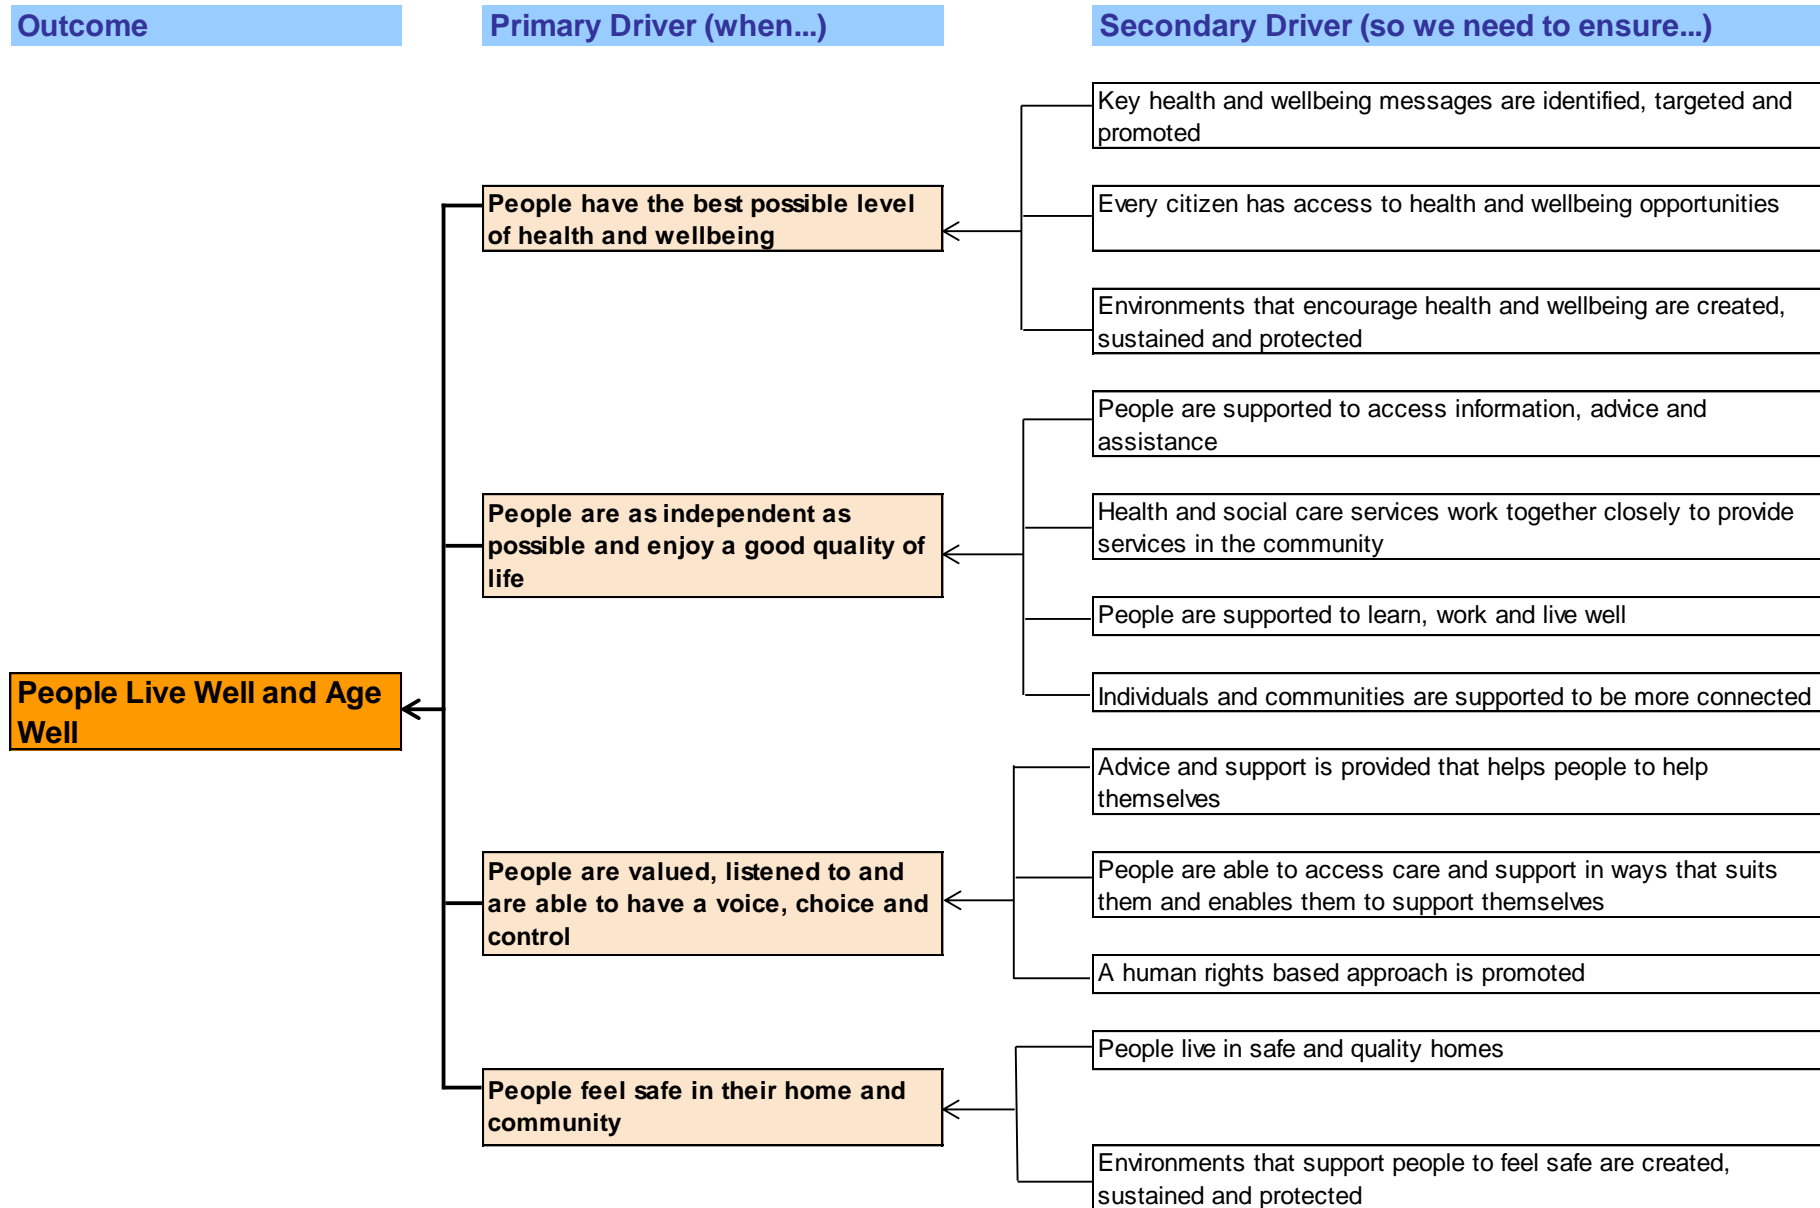 Outcome
Primary Driver (when...)
Secondary Driver (so we need to ensure...)
Key health and wellbeing messages are identified, targeted and
promoted
People have the best possible level
of health and wellbeing
Every citizen has access to health and wellbeing opportunities
Environments that encourage health and wellbeing are created,
sustained and protected
People are supported to access information, advice and
assistance
People are as independent as
possible and enjoy a good quality of
life
Health and social care services work together closely to provide
services in the community
People are supported to learn, work and live well
People Live Well and Age
Well
Individuals and communities are supported to be more connected
Advice and support is provided that helps people to help
themselves
People are valued, listened to and
are able to have a voice, choice and
control
People are able to access care and support in ways that suits
them and enables them to support themselves
A human rights based approach is promoted
People live in safe and quality homes
People feel safe in their home and
community
Environments that support people to feel safe are created,
sustained and protected